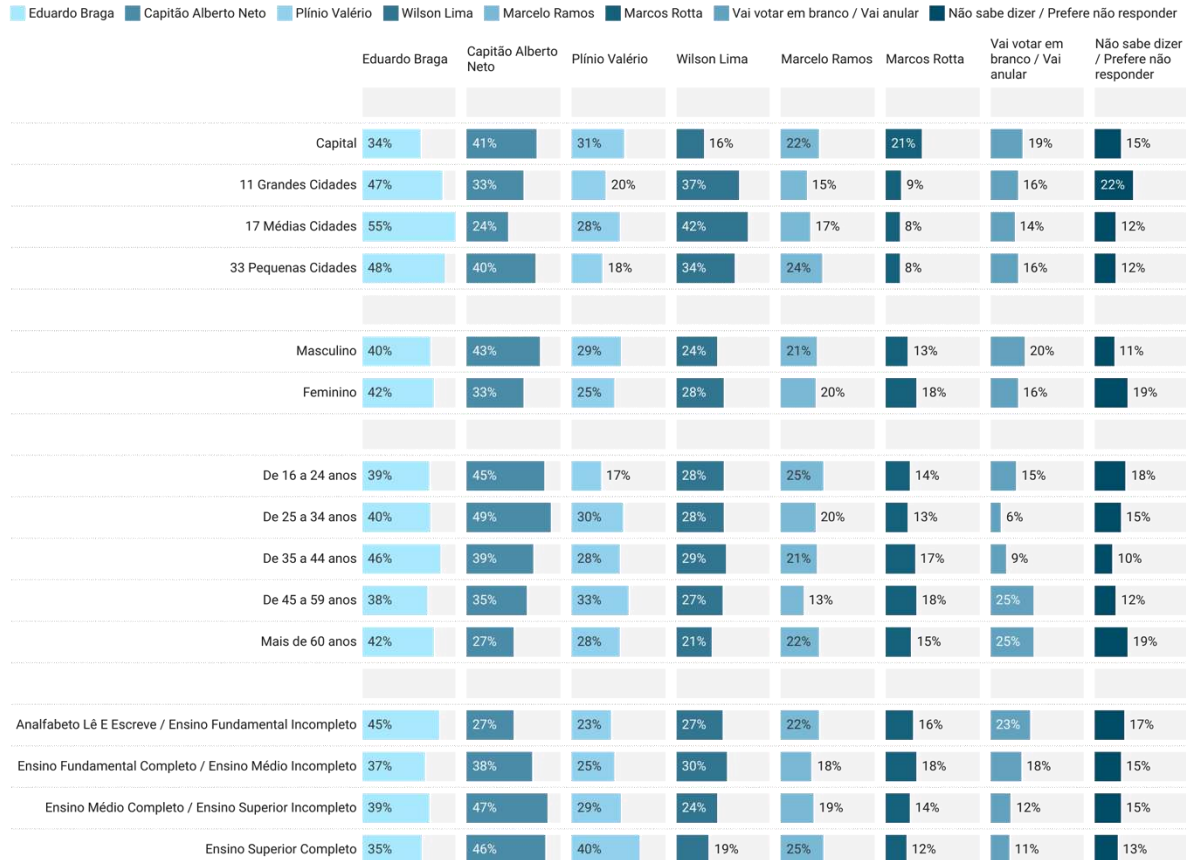 Eduardo Braga Capitão Alberto Neto Plínio Valério Wilson Lima Marcelo Ramos Marcos Rotta Vai votar em branco / Vai anular Não sabe dizer / Prefere não responder
Eduardo Braga
Capitão Alberto
Neto
Plínio Valério
Wilson Lima
Marcelo Ramos
Marcos Rotta
Vai votar em
branco / Vai
anular
Não sabe dizer
/ Prefere não
responder
Capital 34% 41% 31% 16% 22% 21% 19% 15%
11 Grandes Cidades 47% 33% 20% 37% 15% 9% 16% 22%
17 Médias Cidades 55% 24% 28% 42% 17% 8% 14% 12%
33 Pequenas Cidades 48% 40% 18% 34% 24% 8% 16% 12%
Masculino 40% 43% 29% 24% 21% 13% 20% 11%
Feminino 42% 33% 25% 28% 20% 18% 16% 19%
De 16 a 24 anos 39% 45% 17% 28% 25% 14% 15% 18%
De 25 a 34 anos 40% 49% 30% 28% 20% 13% 6% 15%
De 35 a 44 anos 46% 39% 28% 29% 21% 17% 9% 10%
De 45 a 59 anos 38% 35% 33% 27% 13% 18% 25% 12%
Mais de 60 anos 42% 27% 28% 21% 22% 15% 25% 19%
Analfabeto Lê E Escreve / Ensino Fundamental Incompleto 45% 27% 23% 27% 22% 16% 23% 17%
Ensino Fundamental Completo / Ensino Médio Incompleto 37% 38% 25% 30% 18% 18% 18% 15%
Ensino Médio Completo / Ensino Superior Incompleto 39% 47% 29% 24% 19% 14% 12% 15%
Ensino Superior Completo 35% 46% 40% 19% 25% 12% 11% 13%